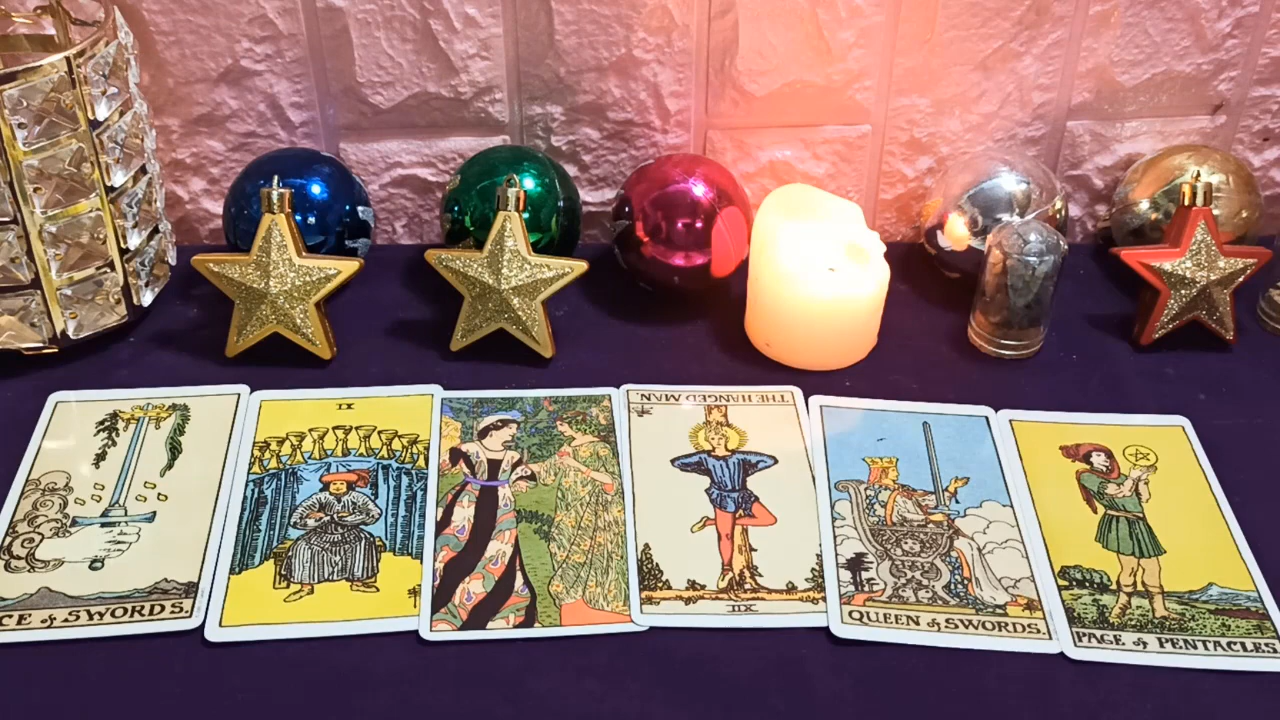 CE of SWORDS.
IX
THE HANGED MAN.
XII
QUEEN of SWORDS.
PAGE of PENTACLES.